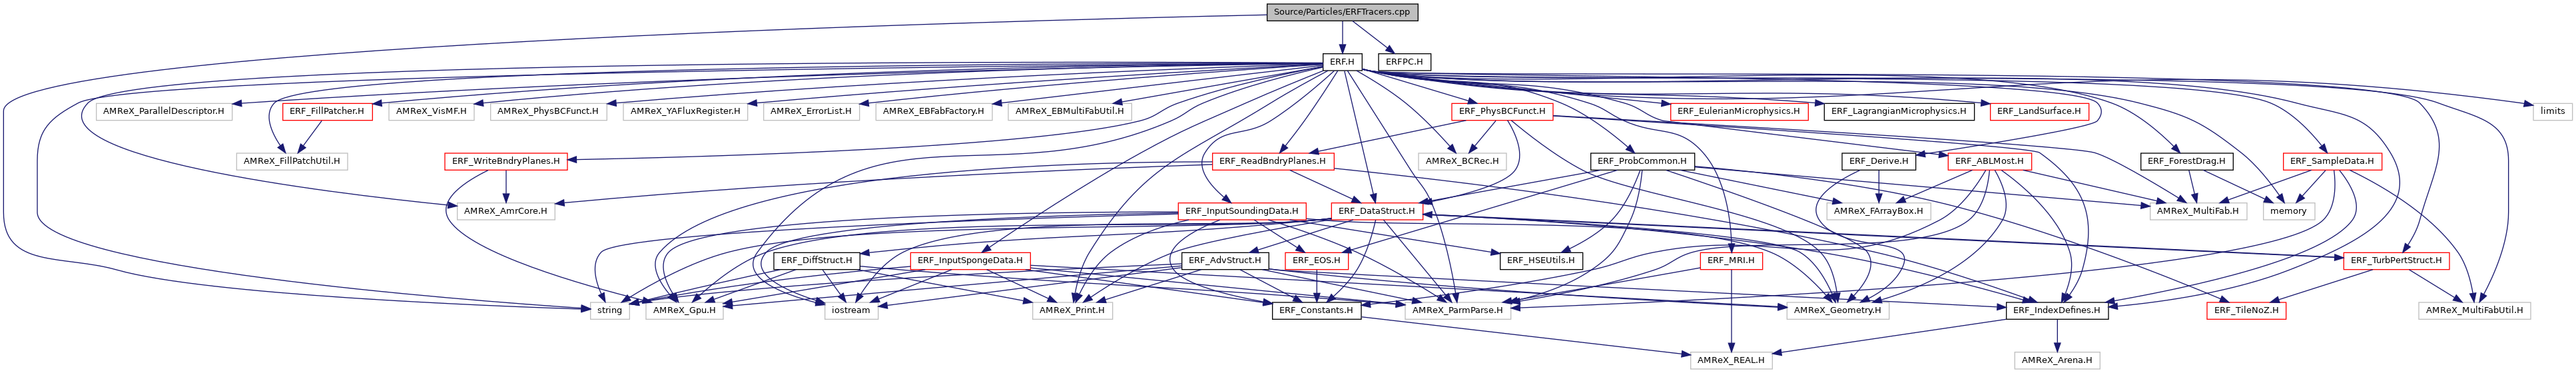 Source/Particles/ERFTracers.cpp
ERF.H
ERFPC.H
AMReX_ParallelDescriptor.H
ERF_FillPatcher.H
AMReX_VisMF.H
AMReX_PhysBCFunct.H
AMReX_YAFluxRegister.H
AMReX_ErrorList.H
AMReX_EBFabFactory.H
AMReX_EBMultiFabUtil.H
ERF_PhysBCFunct.H
ERF_EulerianMicrophysics.H
ERF_LagrangianMicrophysics.H
ERF_LandSurface.H
limits
AMReX_FillPatchUtil.H
ERF_WriteBndryPlanes.H
ERF_ReadBndryPlanes.H
AMReX_BCRec.H
ERF_ProbCommon.H
ERF_Derive.H
ERF_ABLMost.H
ERF_ForestDrag.H
ERF_SampleData.H
AMReX_AmrCore.H
ERF_InputSoundingData.H
ERF_DataStruct.H
AMReX_FArrayBox.H
AMReX_MultiFab.H
memory
ERF_DiffStruct.H
ERF_InputSpongeData.H
ERF_AdvStruct.H
ERF_EOS.H
ERF_HSEUtils.H
ERF_MRI.H
ERF_TurbPertStruct.H
string
AMReX_Gpu.H
iostream
AMReX_Print.H
ERF_Constants.H
AMReX_ParmParse.H
AMReX_Geometry.H
ERF_IndexDefines.H
ERF_TileNoZ.H
AMReX_MultiFabUtil.H
AMReX_REAL.H
AMReX_Arena.H